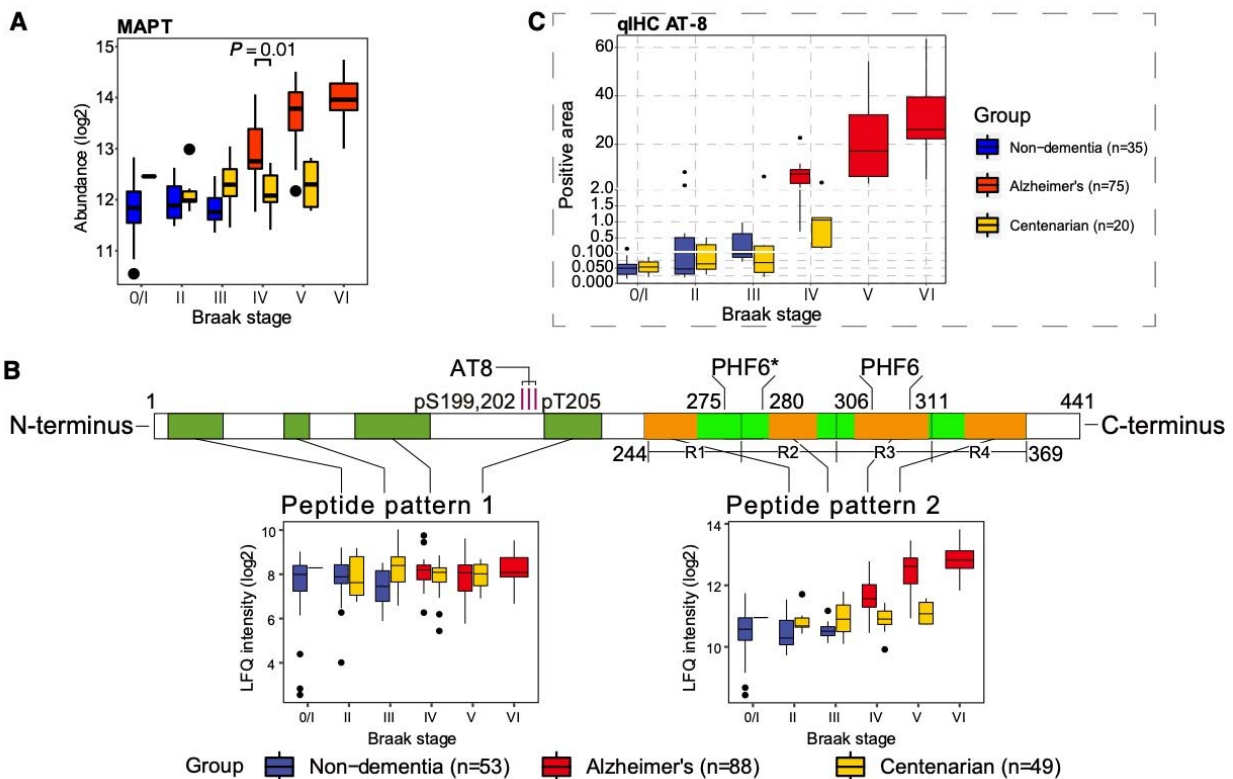 A
MAPT
P = 0.01
Abundance (log2)
15
14
13
12
11
0/I II III IV V VI
Braak stage
C
qIHC AT-8
Positive area
60
40
20
2.0
1.5
1.0
0.5
0.100
0.050
0.000
0/I II III IV V VI
Braak stage
Group
Non-dementia (n=35)
Alzheimer's (n=75)
Centenarian (n=20)
B
AT8 PHF6* PHF6
1 pS199,202 pT205 275 280 306 311 441
N-terminus C-terminus
244 R1 R2 R3 R4 369
Peptide pattern 1
LFQ intensity (log2)
10
8
6
4
0/I II III IV V VI
Braak stage
Peptide pattern 2
LFQ intensity (log2)
14
12
10
0/I II III IV V VI
Braak stage
Group Non-dementia (n=53) Alzheimer's (n=88) Centenarian (n=49)